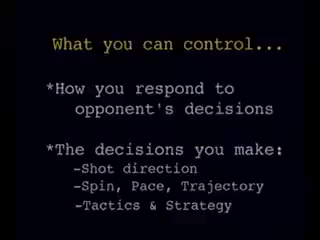 What you can control...
*How you respond to
opponent's decisions
*The decisions you make:
-Shot direction
-Spin, Pace, Trajectory
-Tactics & Strategy